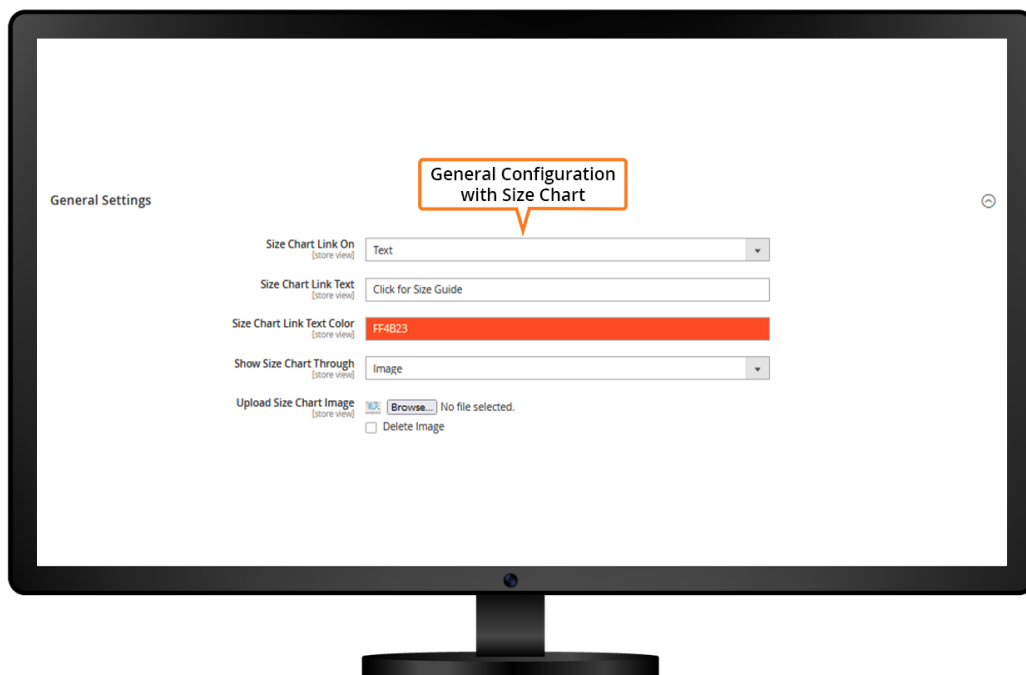 General Configuration
with Size Chart
General Settings
Size Chart Link On
[store view]
Text
Size Chart Link Text
[store view]
Click for Size Guide
Size Chart Link Text Color
[store view]
FF4B23
Show Size Chart Through
[store view]
Image
Upload Size Chart Image
[store view]
Browse... No file selected.
Delete Image